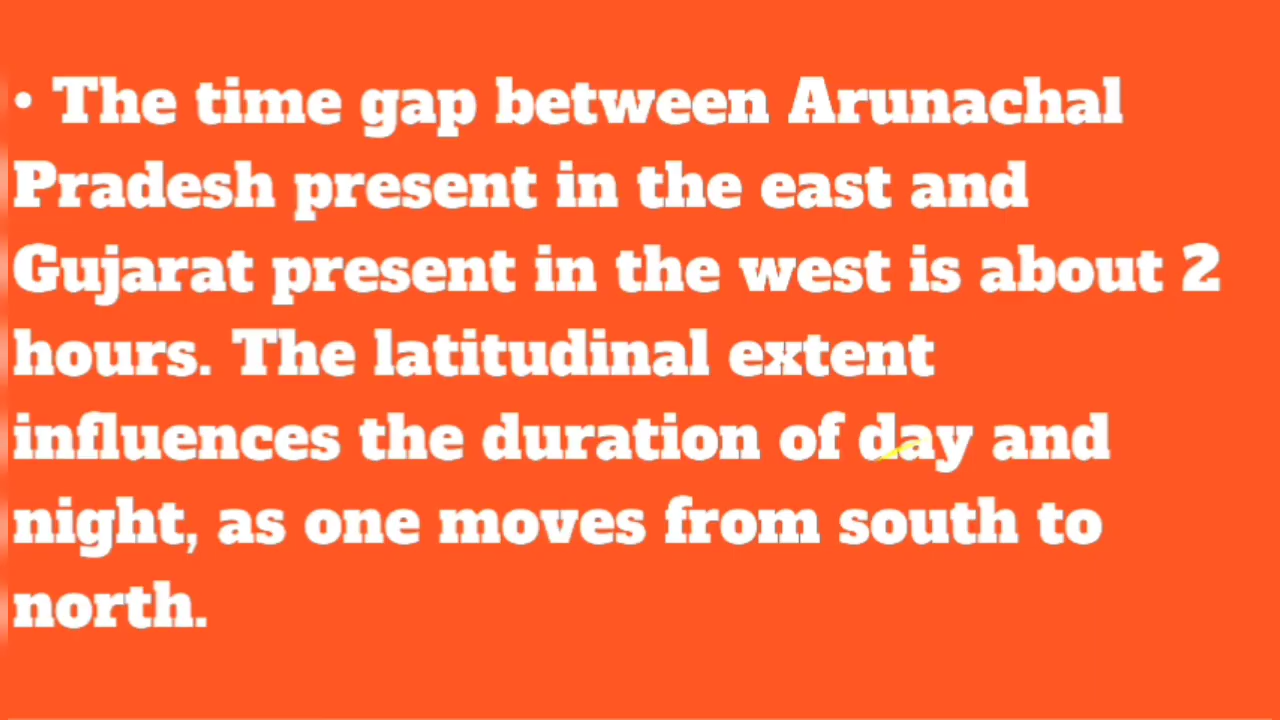 • The time gap between Arunachal
Pradesh present in the east and
Gujarat present in the west is about 2
hours. The latitudinal extent
influences the duration of day and
night, as one moves from south to
north.